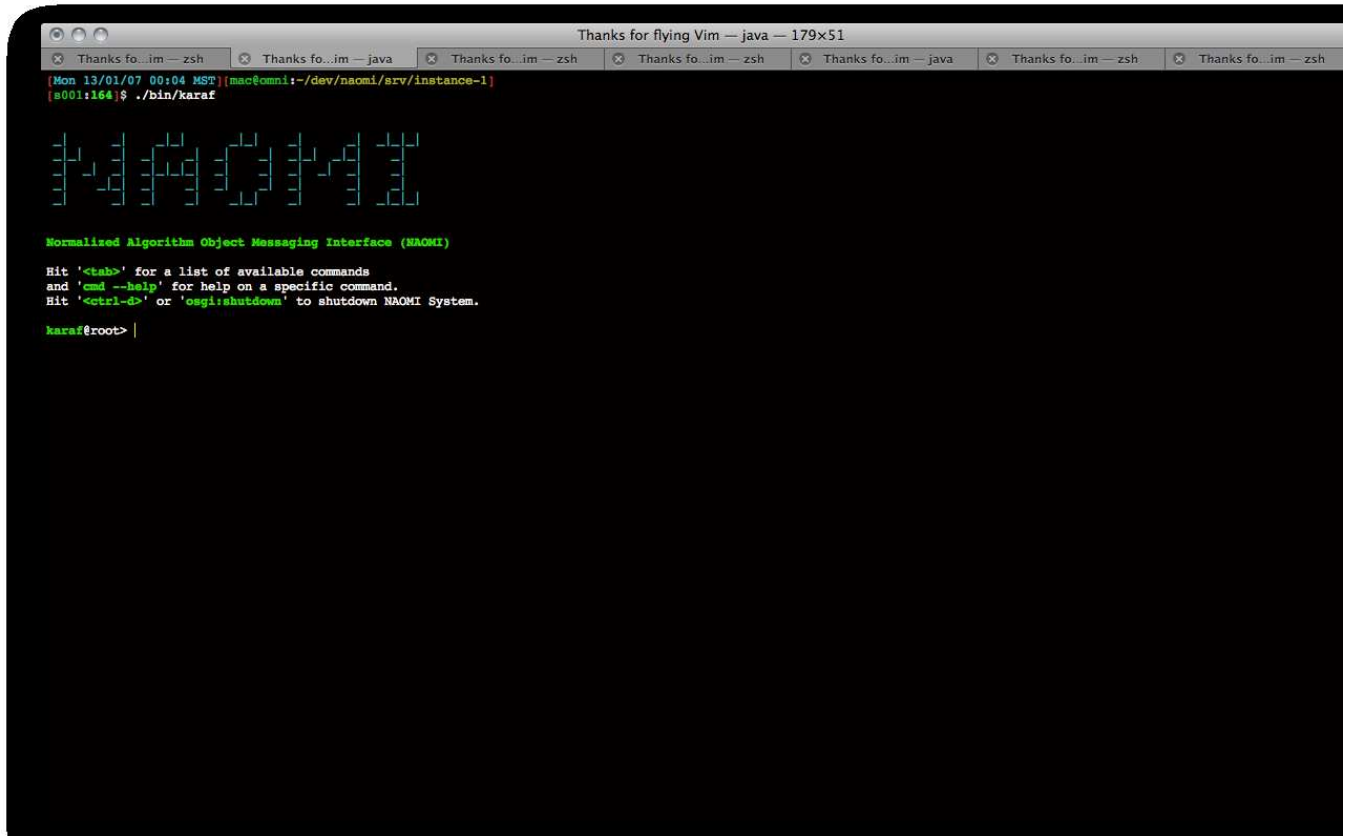 Thanks for flying Vim — java — 179×51
Thanks fo...im — zsh
Thanks fo...im — java
Thanks fo...im — zsh
Thanks fo...im — zsh
Thanks fo...im — java
Thanks fo...im — zsh
Thanks fo...im — zsh
[Mon 13/01/07 00:04 MST][mac@omni:~/dev/naomi/srv/instance-1]
[s001:164]$ ./bin/karaf
NAOMI
Normalized Algorithm Object Messaging Interface (NAOMI)
Hit '<tab>' for a list of available commands
and 'cmd --help' for help on a specific command.
Hit '<ctrl-d>' or 'osgi:shutdown' to shutdown NAOMI System.
karaf@root>